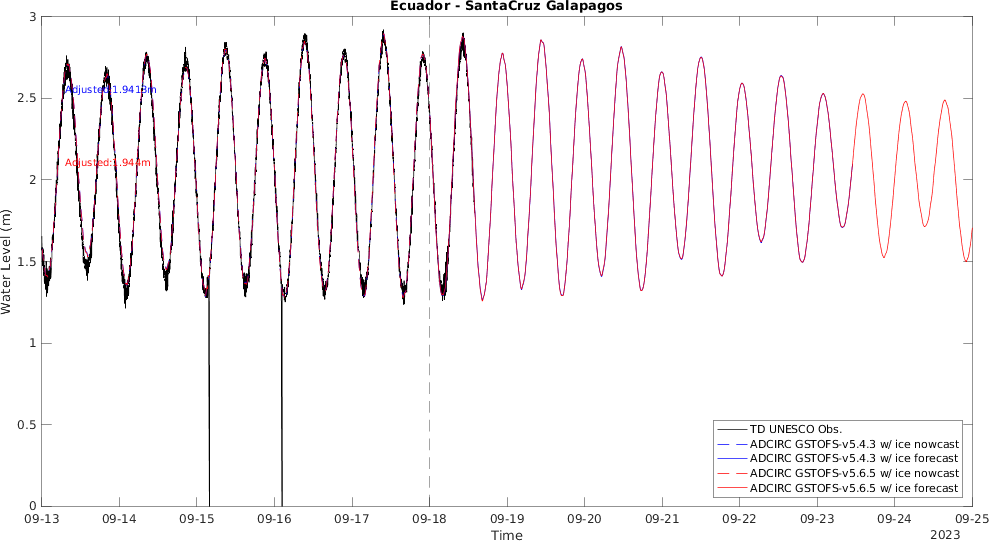 Ecuador - SantaCruz Galapagos
3
2.5
2
1.5
1
0.5
0
Water Level (m)
Adjusted:1.9413m
Adjusted:1.944m
TD UNESCO Obs.
ADCIRC GSTOFS-v5.4.3 w/ ice nowcast
ADCIRC GSTOFS-v5.4.3 w/ ice forecast
ADCIRC GSTOFS-v5.6.5 w/ ice nowcast
ADCIRC GSTOFS-v5.6.5 w/ ice forecast
09-13 09-14 09-15 09-16 09-17 09-18 09-19 09-20 09-21 09-22 09-23 09-24 09-25
Time
2023